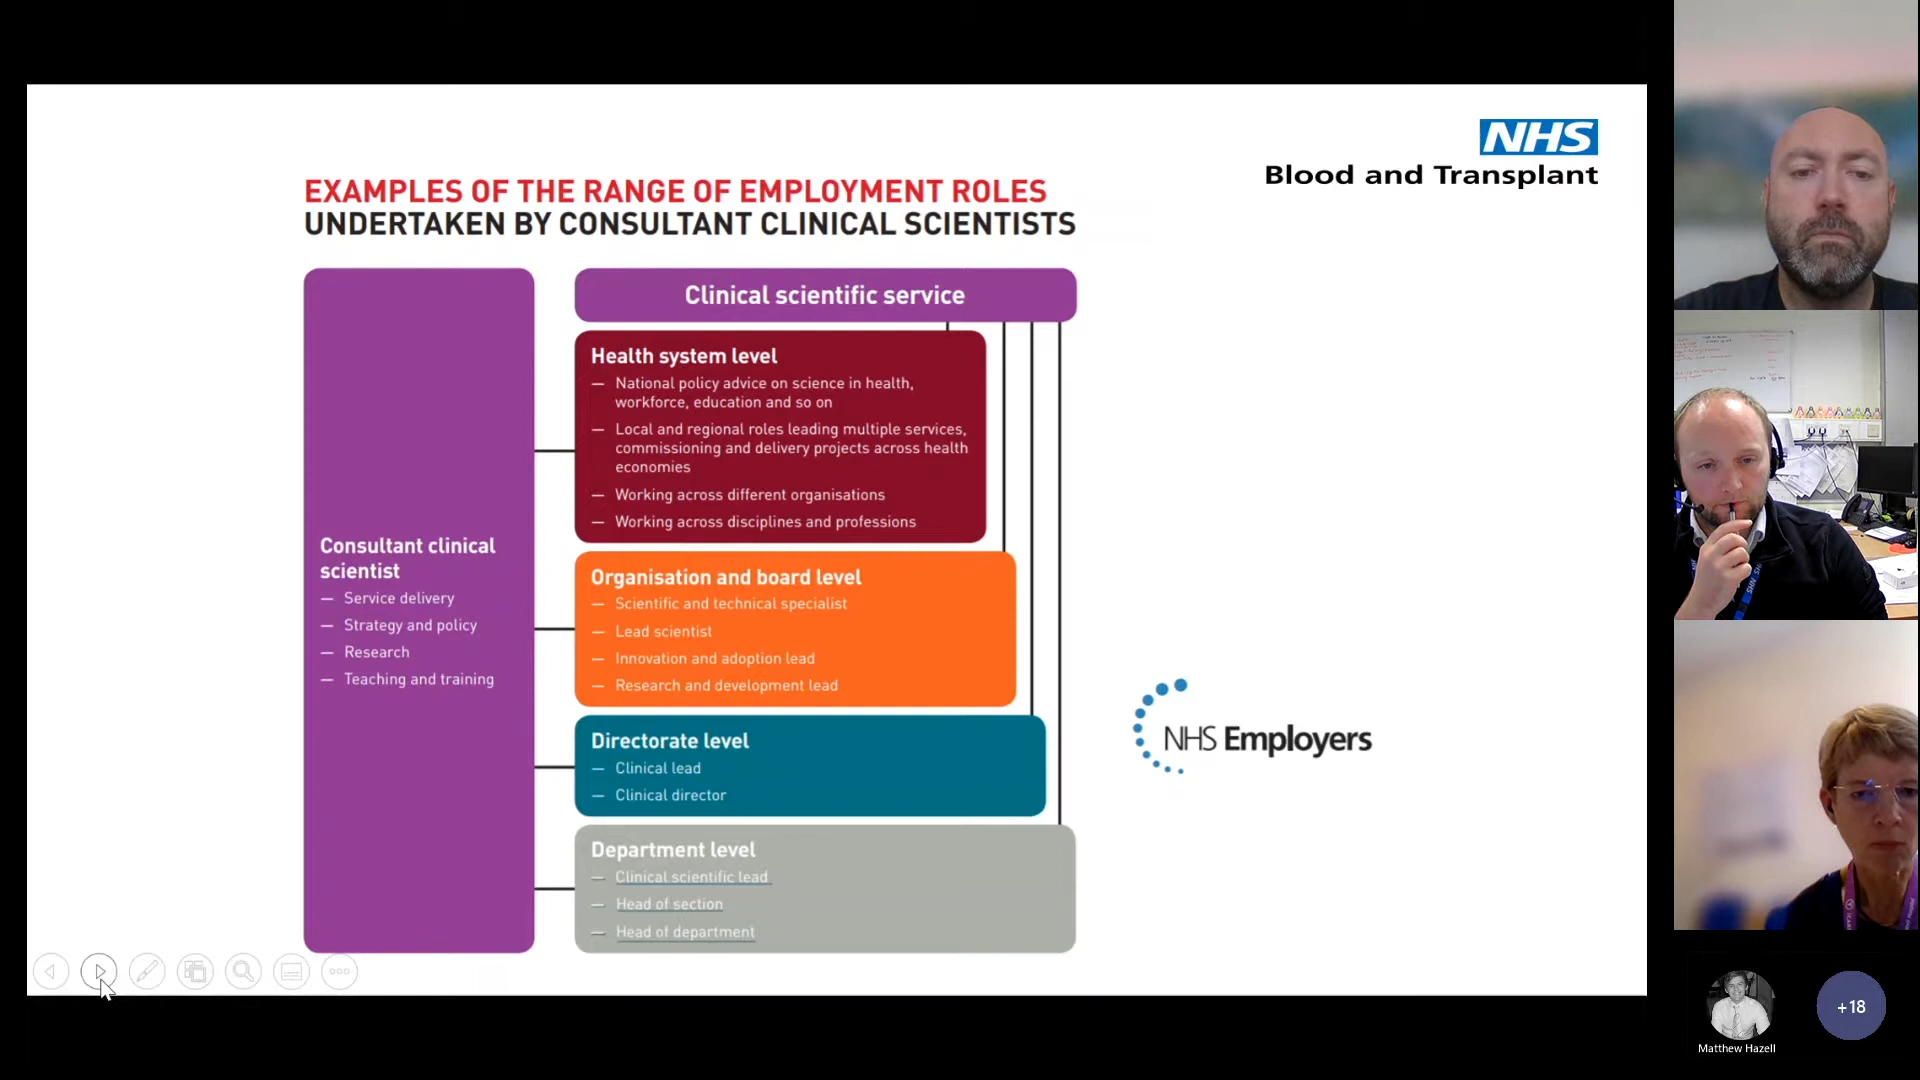 NHS
Blood and Transplant
EXAMPLES OF THE RANGE OF EMPLOYMENT ROLES
UNDERTAKEN BY CONSULTANT CLINICAL SCIENTISTS
Consultant clinical
scientist
— Service delivery
— Strategy and policy
— Research
— Teaching and training
Clinical scientific service
Health system level
— National policy advice on science in health,
workforce, education and so on
— Local and regional roles leading multiple services,
commissioning and delivery projects across health
economies
— Working across different organisations
— Working across disciplines and professions
Organisation and board level
— Scientific and technical specialist
— Lead scientist
— Innovation and adoption lead
— Research and development lead
Directorate level
— Clinical lead
— Clinical director
Department level
— Clinical scientific lead
— Head of section
— Head of department
NHS Employers
+18
Matthew Hazell